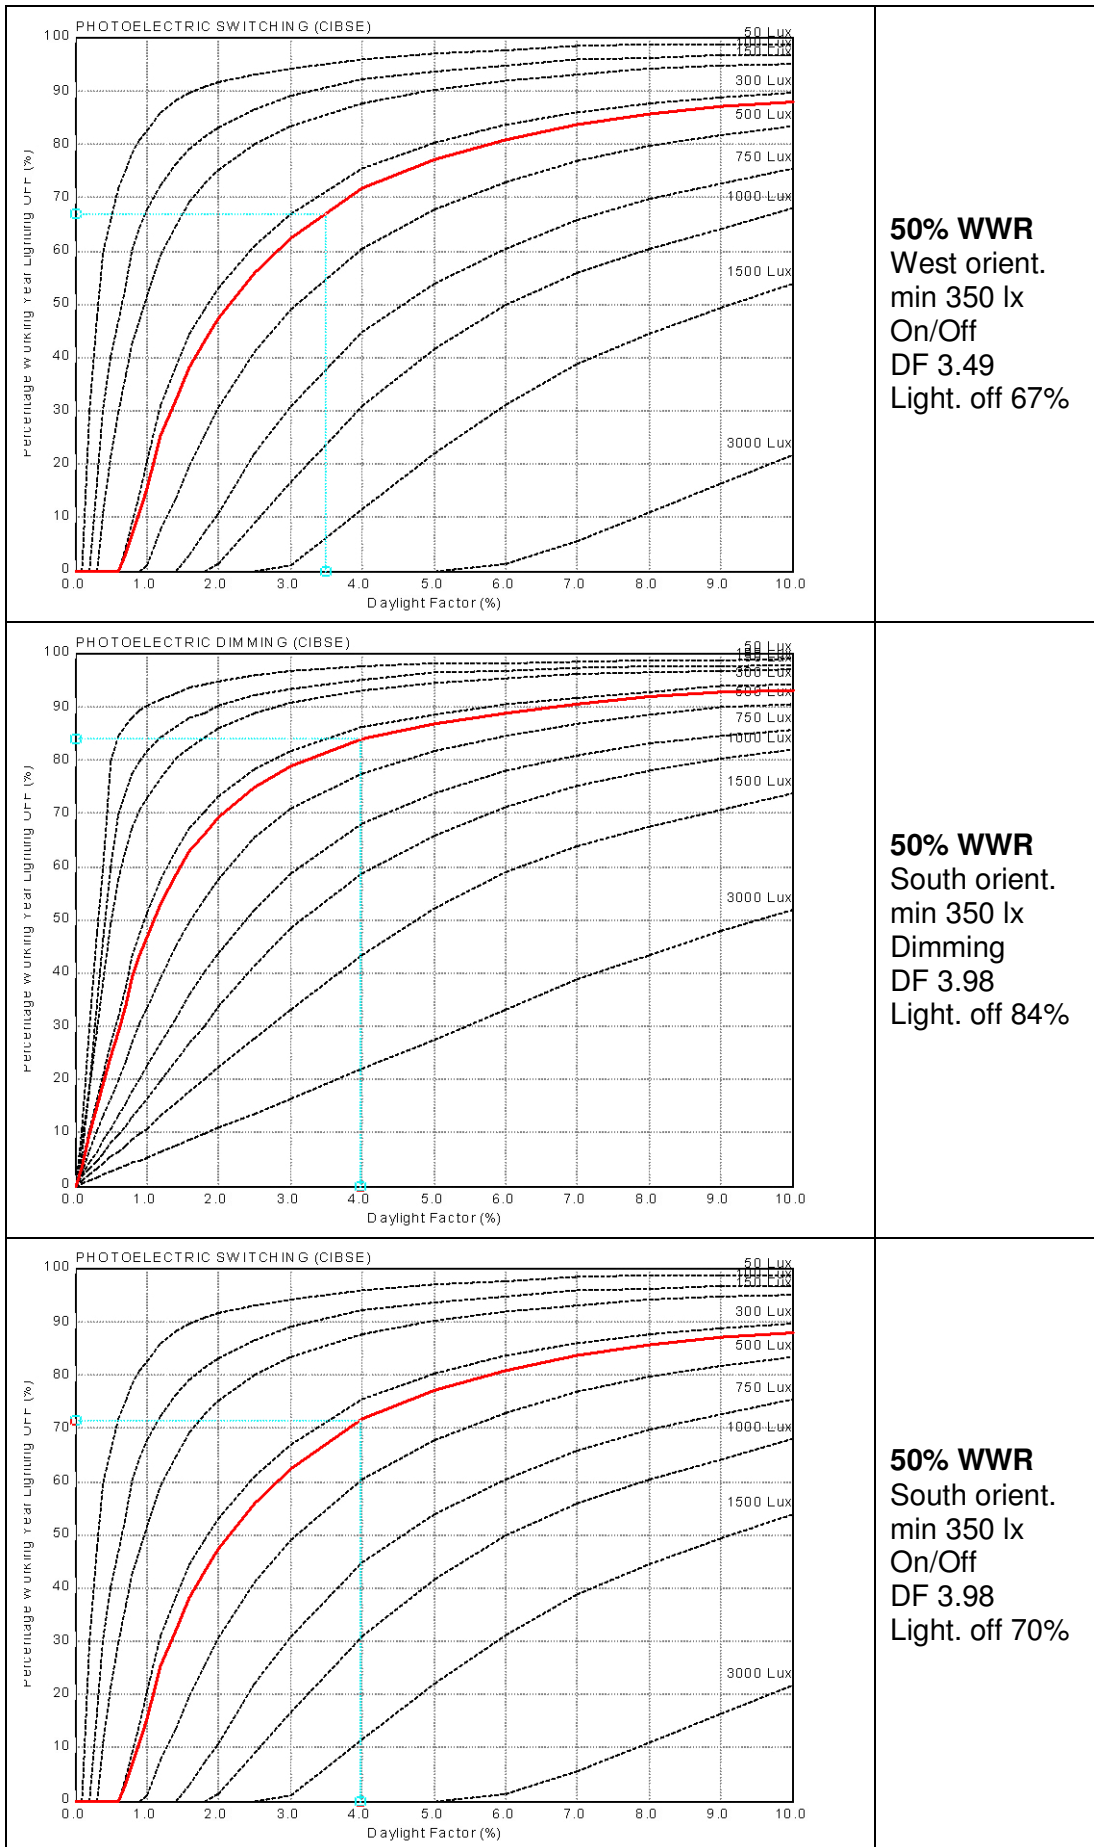 PHOTOELECTRIC SWITCHING (CIBSE)
100
90
80
70
60
50
40
30
20
10
0
50 Lux
100 Lux
150 Lux
300 Lux
500 Lux
750 Lux
1000 Lux
1500 Lux
3000 Lux
0.0 1.0 2.0 3.0 4.0 5.0 6.0 7.0 8.0 9.0 10.0
Daylight Factor (%)
50% WWR
West orient.
min 350 lx
On/Off
DF 3.49
Light. off 67%
PHOTOELECTRIC DIMMING (CIBSE)
100
90
80
70
60
50
40
30
20
10
0
50 Lux
300 Lux
500 Lux
750 Lux
1000 Lux
1500 Lux
3000 Lux
0.0 1.0 2.0 3.0 4.0 5.0 6.0 7.0 8.0 9.0 10.0
Daylight Factor (%)
50% WWR
South orient.
min 350 lx
Dimming
DF 3.98
Light. off 84%
PHOTOELECTRIC SWITCHING (CIBSE)
100
90
80
70
60
50
40
30
20
10
0
50 Lux
100 Lux
150 Lux
300 Lux
500 Lux
750 Lux
1000 Lux
1500 Lux
3000 Lux
0.0 1.0 2.0 3.0 4.0 5.0 6.0 7.0 8.0 9.0 10.0
Daylight Factor (%)
50% WWR
South orient.
min 350 lx
On/Off
DF 3.98
Light. off 70%